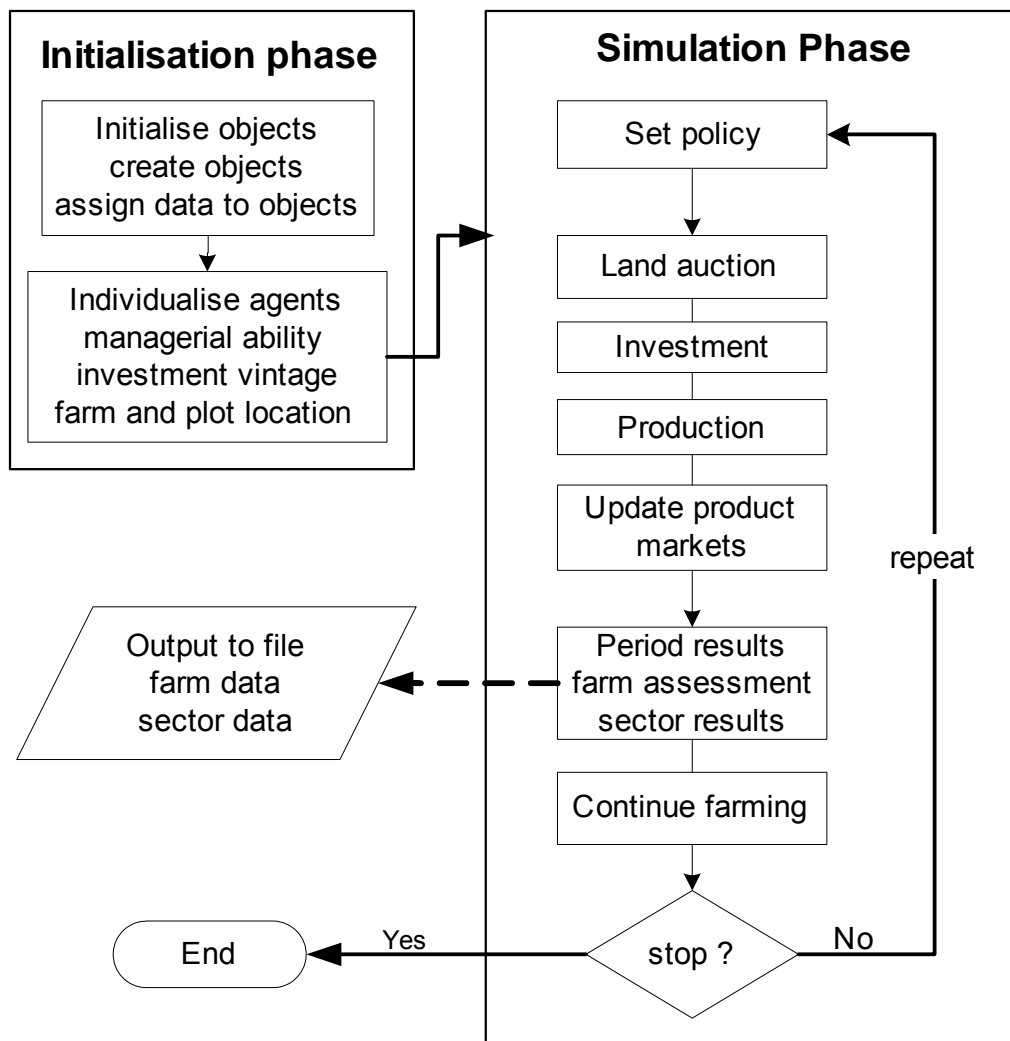 Initialisation phase
Initialise objects
create objects
assign data to objects
Individualise agents
managerial ability
investment vintage
farm and plot location
Simulation Phase
Set policy
Land auction
Investment
Production
Update product
markets
repeat
Period results
farm assessment
sector results
Output to file
farm data
sector data
Continue farming
stop ?
No
Yes
End